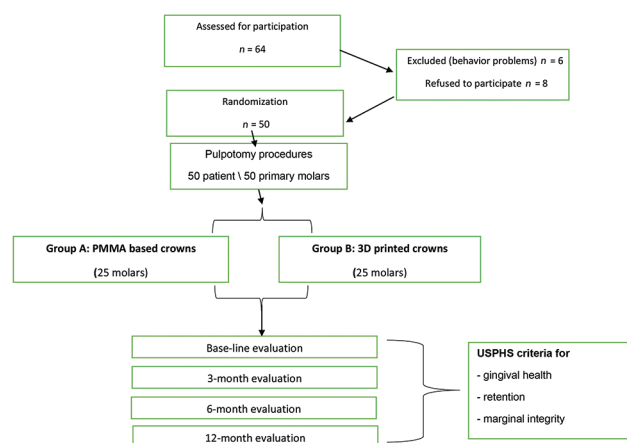 Assessed for participation
n = 64
Excluded (behavior problems) n = 6
Refused to participate n = 8
Randomization
n = 50
Pulpotomy procedures
50 patient \ 50 primary molars
Group A: PMMA based crowns
(25 molars)
Group B: 3D printed crowns
(25 molars)
Base-line evaluation
3-month evaluation
6-month evaluation
12-month evaluation
USPHS criteria for
- gingival health
- retention
- marginal integrity